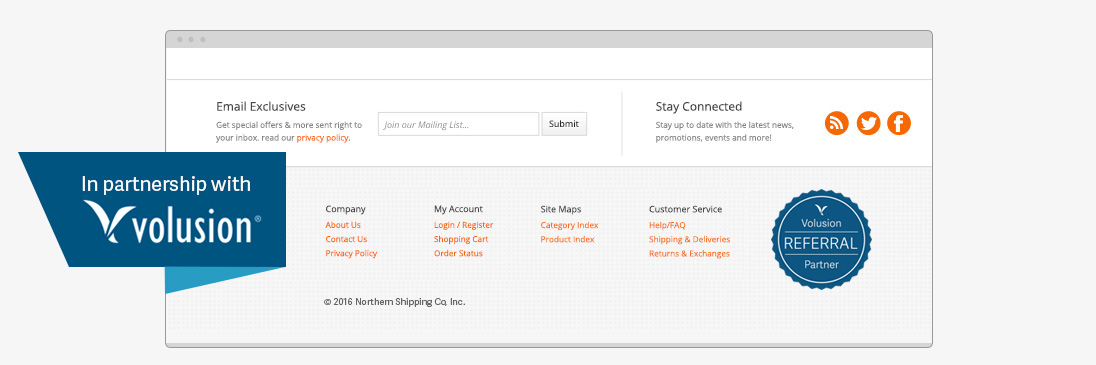 Email Exclusives
Get special offers & more sent right to
your inbox. read our privacy policy.
Join our Mailing List...
Submit
Stay Connected
Stay up to date with the latest news,
promotions, events and more!
In partnership with
volusion®
Company
About Us
Contact Us
Privacy Policy
My Account
Login / Register
Shopping Cart
Order Status
Site Maps
Category Index
Product Index
Customer Service
Help/FAQ
Shipping & Deliveries
Returns & Exchanges
Volusion
REFERRAL
Partner
© 2016 Northern Shipping Co, Inc.